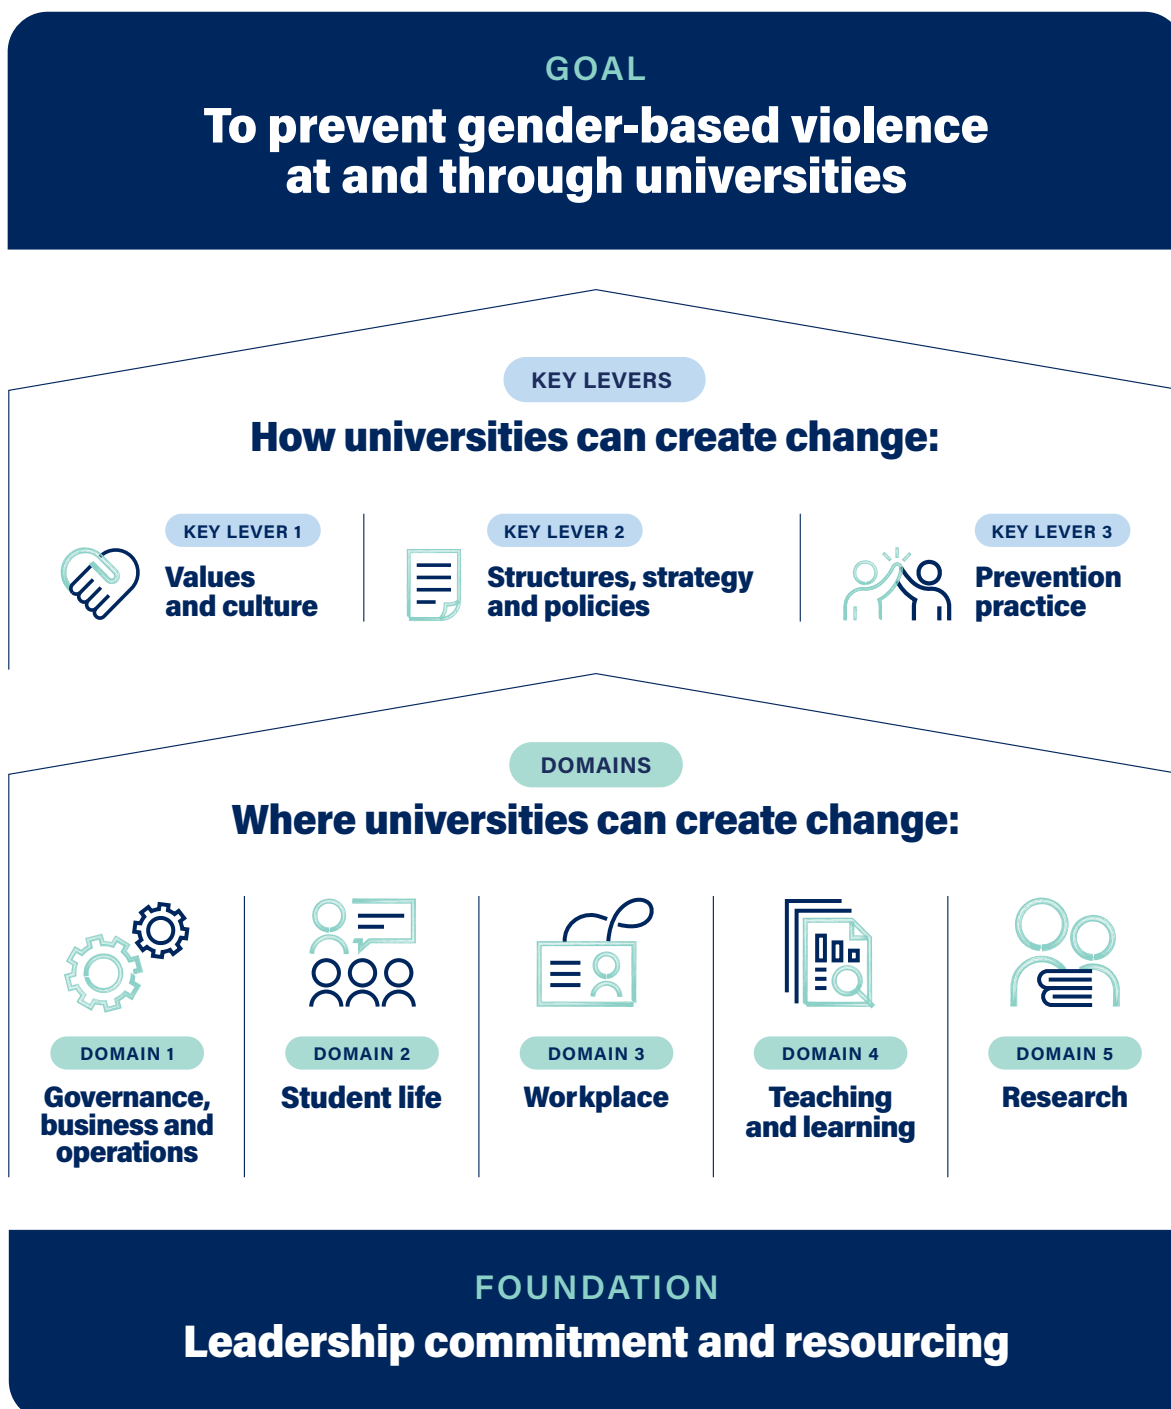 GOAL
To prevent gender-based violence
at and through universities
KEY LEVERS
How universities can create change:
KEY LEVER 1
Values
and culture
KEY LEVER 2
Structures, strategy
and policies
KEY LEVER 3
Prevention
practice
DOMAINS
Where universities can create change:
DOMAIN 1
Governance,
business and
operations
DOMAIN 2
Student life
DOMAIN 3
Workplace
DOMAIN 4
Teaching
and learning
DOMAIN 5
Research
FOUNDATION
Leadership commitment and resourcing